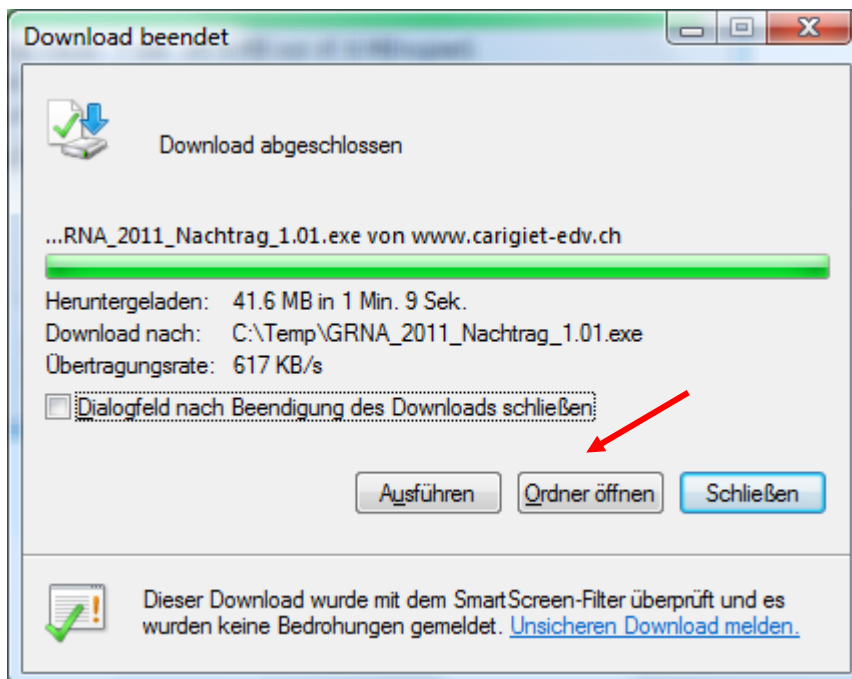 Download beendet
Download abgeschlossen
...RNA_2011_Nachtrag_1.01.exe von www.carigiet-edv.ch
Heruntergeladen: 41.6 MB in 1 Min. 9 Sek.
Download nach: C:\Temp\GRNA_2011_Nachtrag_1.01.exe
Übertragungsrate: 617 KB/s
Dialogfeld nach Beendigung des Downloads schließen
Ausführen Ordner öffnen Schließen
Dieser Download wurde mit dem SmartScreen-Filter überprüft und es
wurden keine Bedrohungen gemeldet. Unsicheren Download melden.